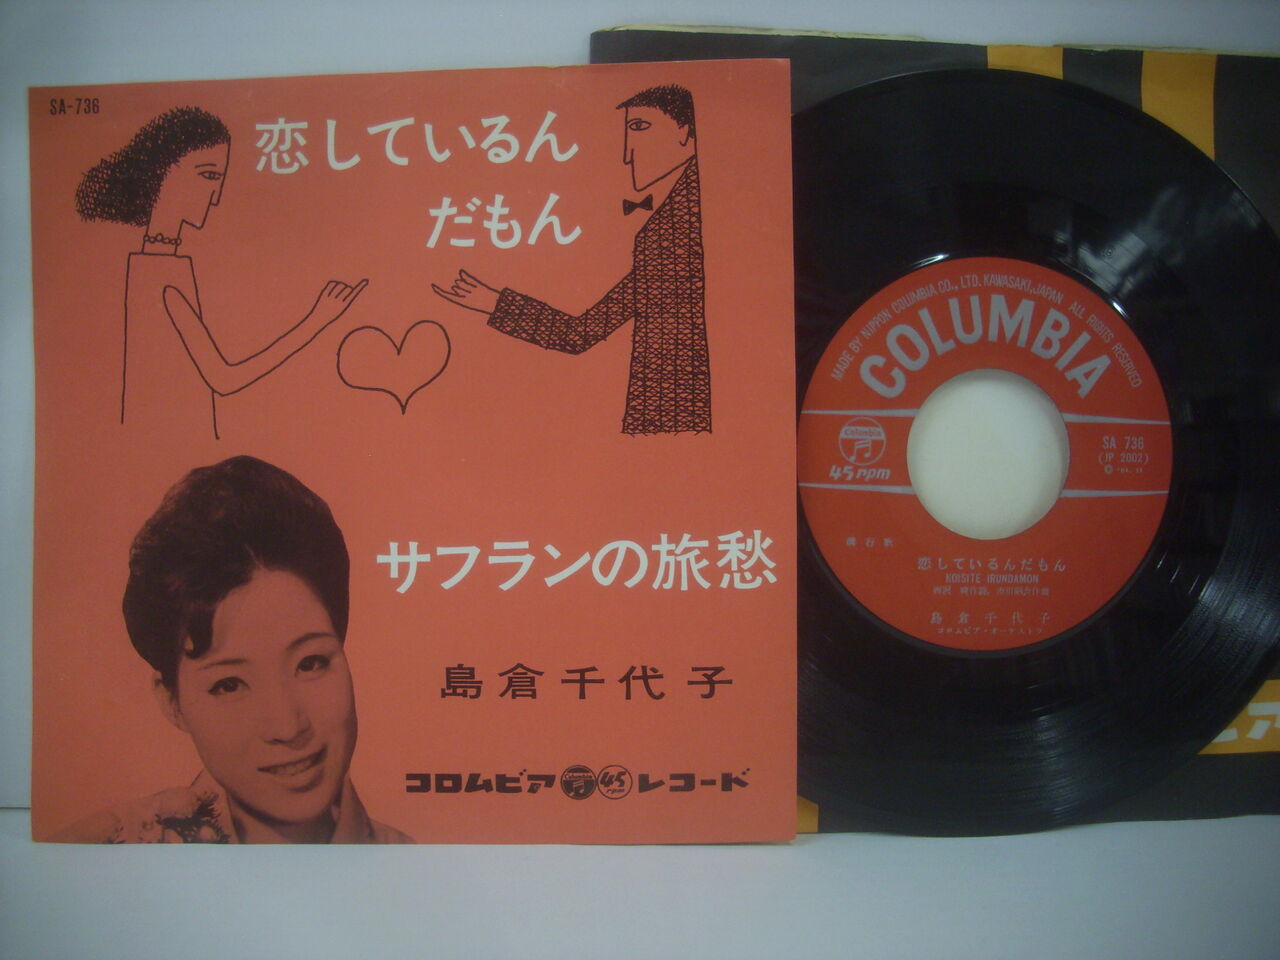 SA-736
恋しているん
だもん
サフランの旅愁
島倉千代子
コロムビア Columbia 45 rpm レコード
MADE BY NIPPON COLUMBIA CO., LTD. KAWASAKI, JAPAN ALL RIGHTS RESERVED
COLUMBIA
Columbia
45 rpm
SA 736
(JP 2002)
流行歌
恋しているんだもん
KOISITE IRUNDAMON
島倉千代子
コロムビア・オーケストラ